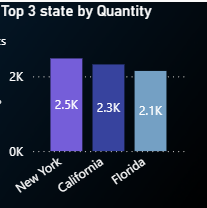 Top 3 state by Quantity
2K
2.5K
2.3K
2.1K
0K
New York
California
Florida